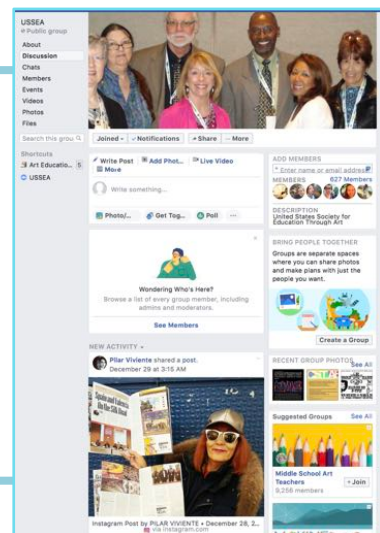 USSEA
Public group
About
Discussion
Chats
Members
Events
Videos
Photos
Files
Search this grou
Shortcuts
Art Educatio... 5
USSEA
Joined
Notifications
Share
More
Write Post
Add Phot...
Live Video
More
Write something...
Photo/...
Get Tog...
Poll
Wondering Who's Here?
Browse a list of every group member, including
admins and moderators.
See Members
NEW ACTIVITY
Pilar Viviente shared a post.
December 29 at 3:15 AM
Instagram Post by PILAR VIVIENTE • December 28, 2...
via Instagram.com
ADD MEMBERS
Enter name or email address
MEMBERS
627 Members
DESCRIPTION
United States Society for
Education Through Art
BRING PEOPLE TOGETHER
Groups are separate spaces
where you can share photos
and make plans with just the
people you want.
Create a Group
RECENT GROUP PHOTOS
See All
Suggested Groups
See All
Middle School Art
Teachers
9,256 members
+ Join